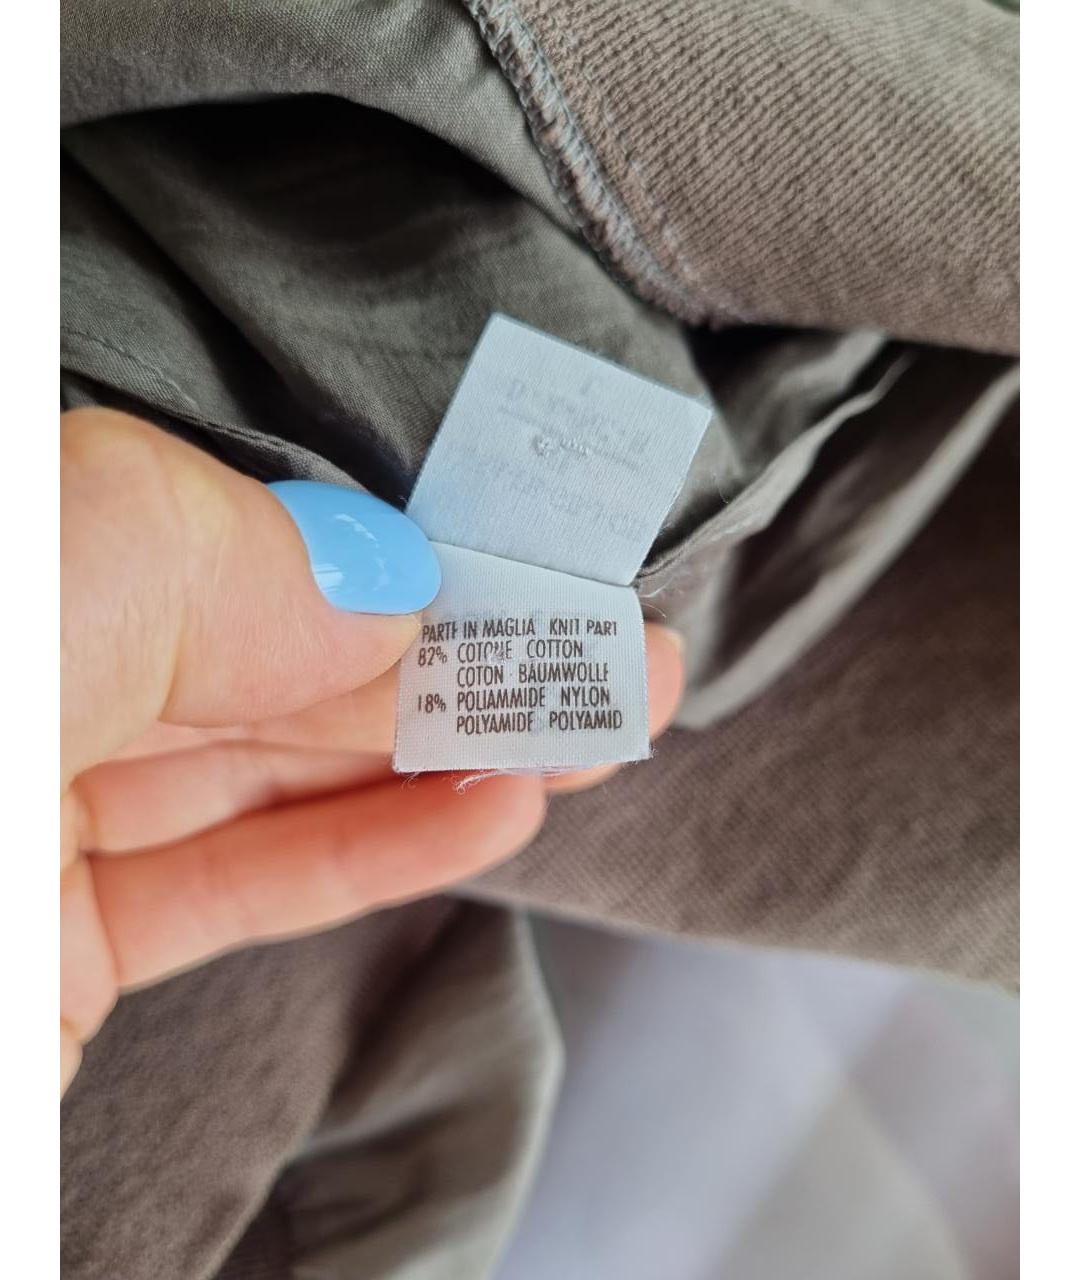 PARTE IN MAGLIA KNIT PART
82% COTONE COTTON
COTON BAUMWOLLE
18% POLIAMMIDE NYLON
POLYAMIDE POLYAMID